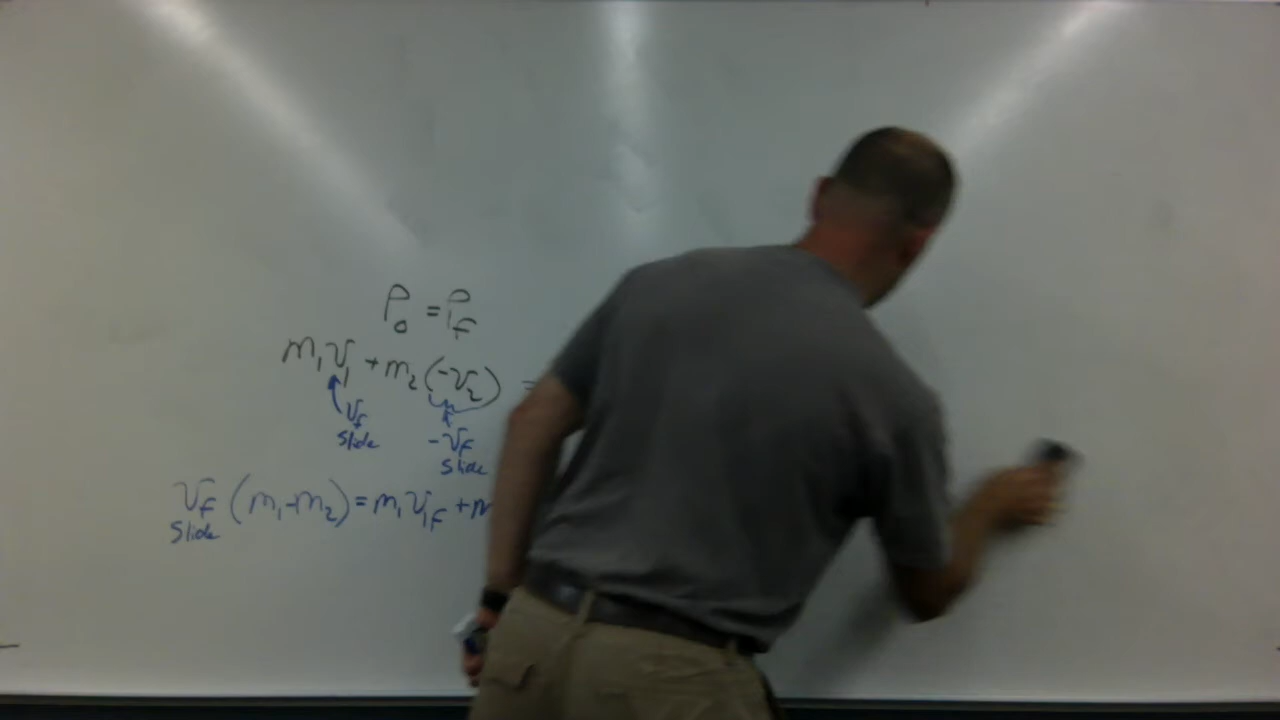 P₀ = P_f
m₁v₁ + m₂(-v₂) =
v_f -v_f
Slide Slide
v_f (m₁-m₂) = m₁v₁f + m
Slide